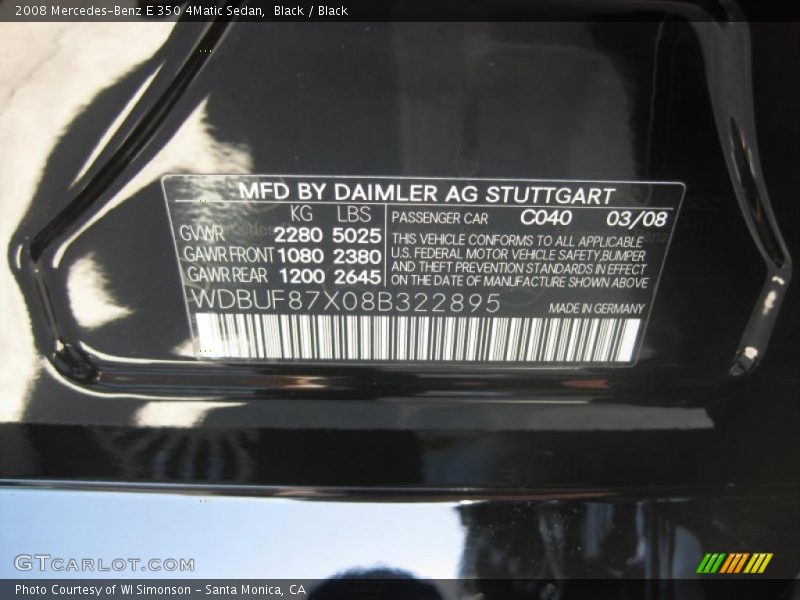 2008 Mercedes-Benz E 350 4Matic Sedan, Black / Black
MFD BY DAIMLER AG STUTTGART
KG LBS
GVWR 2280 5025
GAWR FRONT 1080 2380
GAWR REAR 1200 2645
PASSENGER CAR C040 03/08
THIS VEHICLE CONFORMS TO ALL APPLICABLE
U.S. FEDERAL MOTOR VEHICLE SAFETY, BUMPER
AND THEFT PREVENTION STANDARDS IN EFFECT
ON THE DATE OF MANUFACTURE SHOWN ABOVE
WDBUF87X08B322895
MADE IN GERMANY
GTCARLOT.COM
Photo Courtesy of WI Simonson - Santa Monica, CA